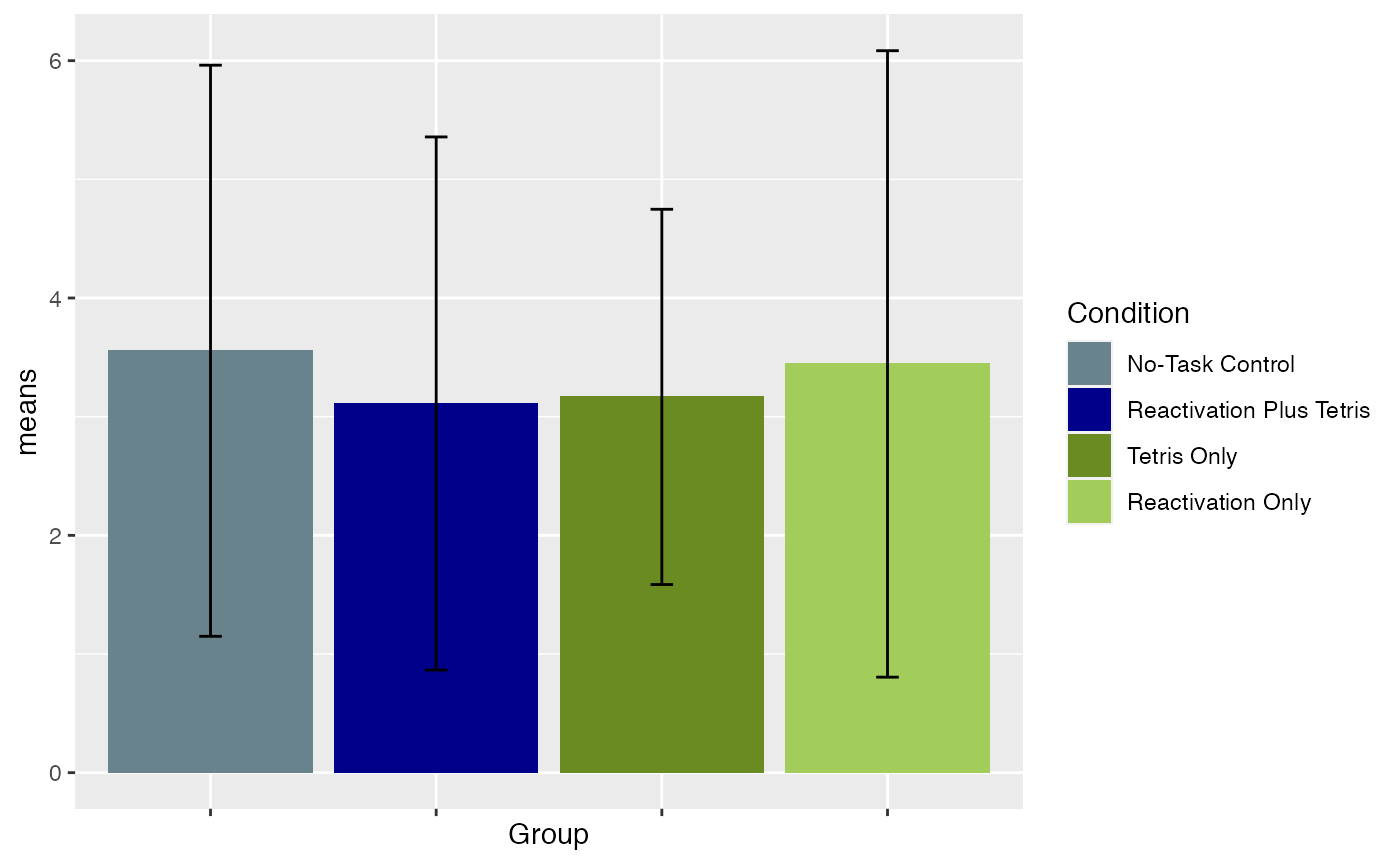 6
4
2
0
means
Group
Condition
No-Task Control
Reactivation Plus Tetris
Tetris Only
Reactivation Only